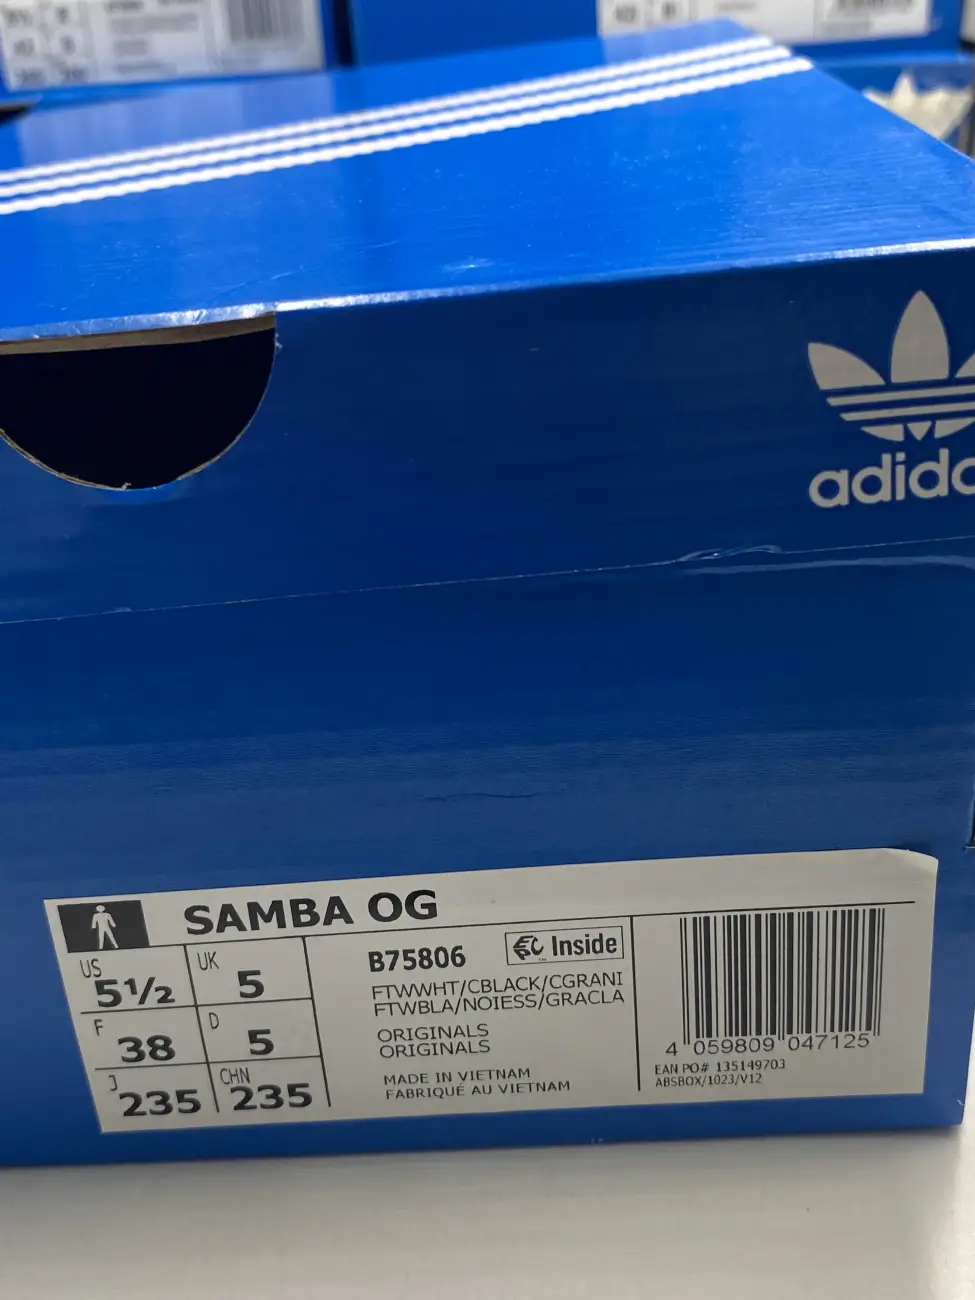 adida
SAMBA OG
US
5½
UK
5
F
38
D
5
J
235
CHN
235
B75806
Inside
FTWWHT/CBLACK/CGRANI
FTWBLA/NOIESS/GRACLA
ORIGINALS
ORIGINALS
MADE IN VIETNAM
FABRIQUÉ AU VIETNAM
4 059809 047125
EAN PO# 135149703
ABSBOX/1023/V12